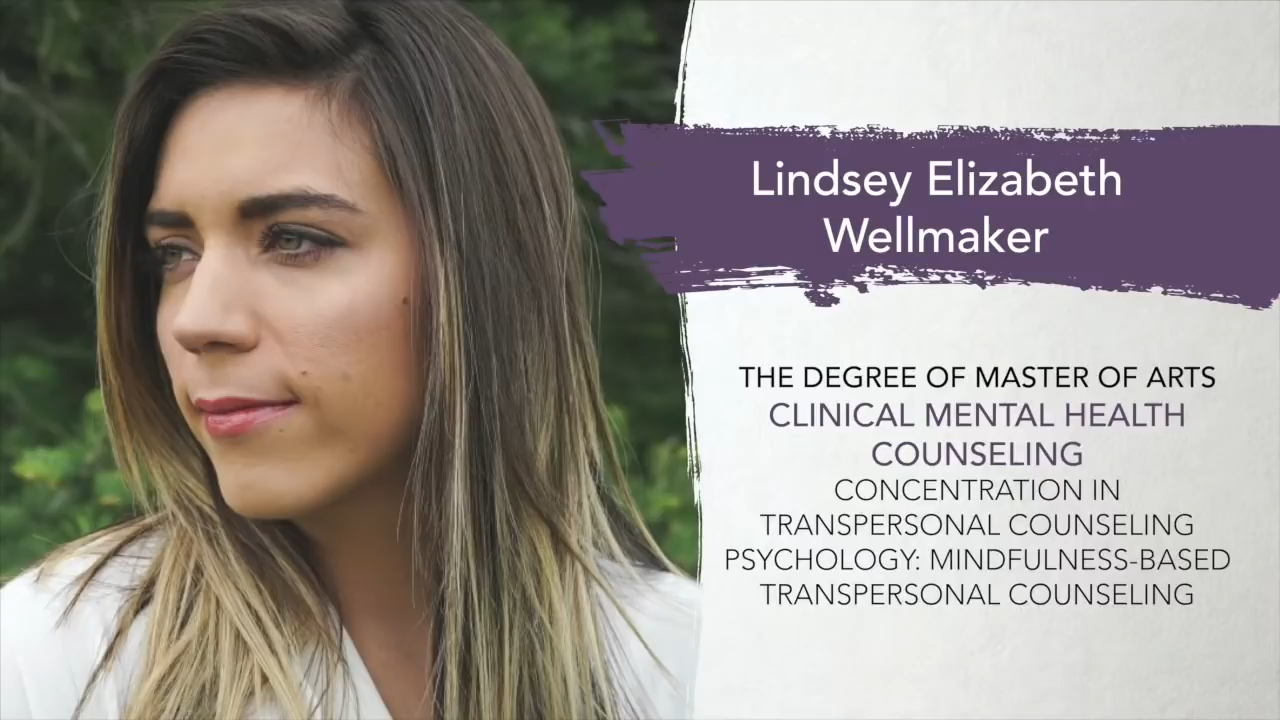 Lindsey Elizabeth
Wellmaker
THE DEGREE OF MASTER OF ARTS
CLINICAL MENTAL HEALTH
COUNSELING
CONCENTRATION IN
TRANSPERSONAL COUNSELING
PSYCHOLOGY: MINDFULNESS-BASED
TRANSPERSONAL COUNSELING